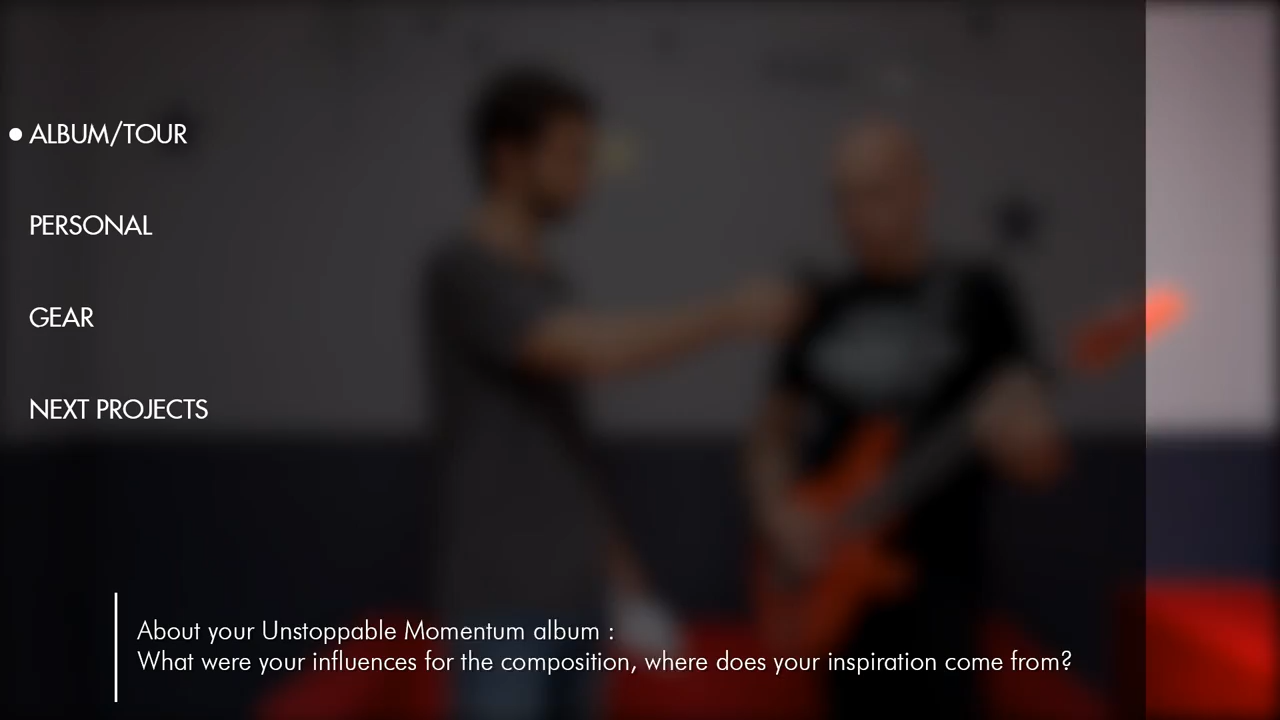 ALBUM/TOUR
PERSONAL
GEAR
NEXT PROJECTS
About your Unstoppable Momentum album :
What were your influences for the composition, where does your inspiration come from?